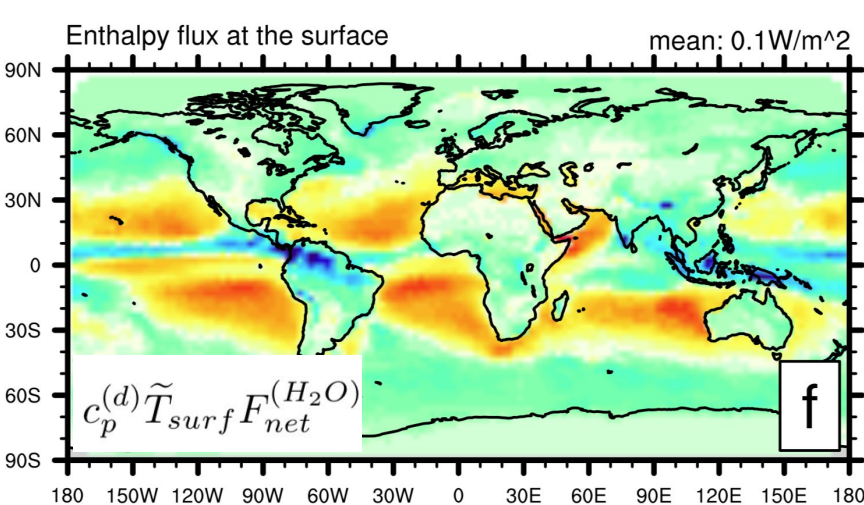 Enthalpy flux at the surface
mean: 0.1W/m^2
90N
60N
30N
0
30S
60S
90S
c_p^{(d)} \widetilde{T}_{surf} F_{net}^{(H_2O)}
f
180 150W 120W 90W 60W 30W 0 30E 60E 90E 120E 150E 180